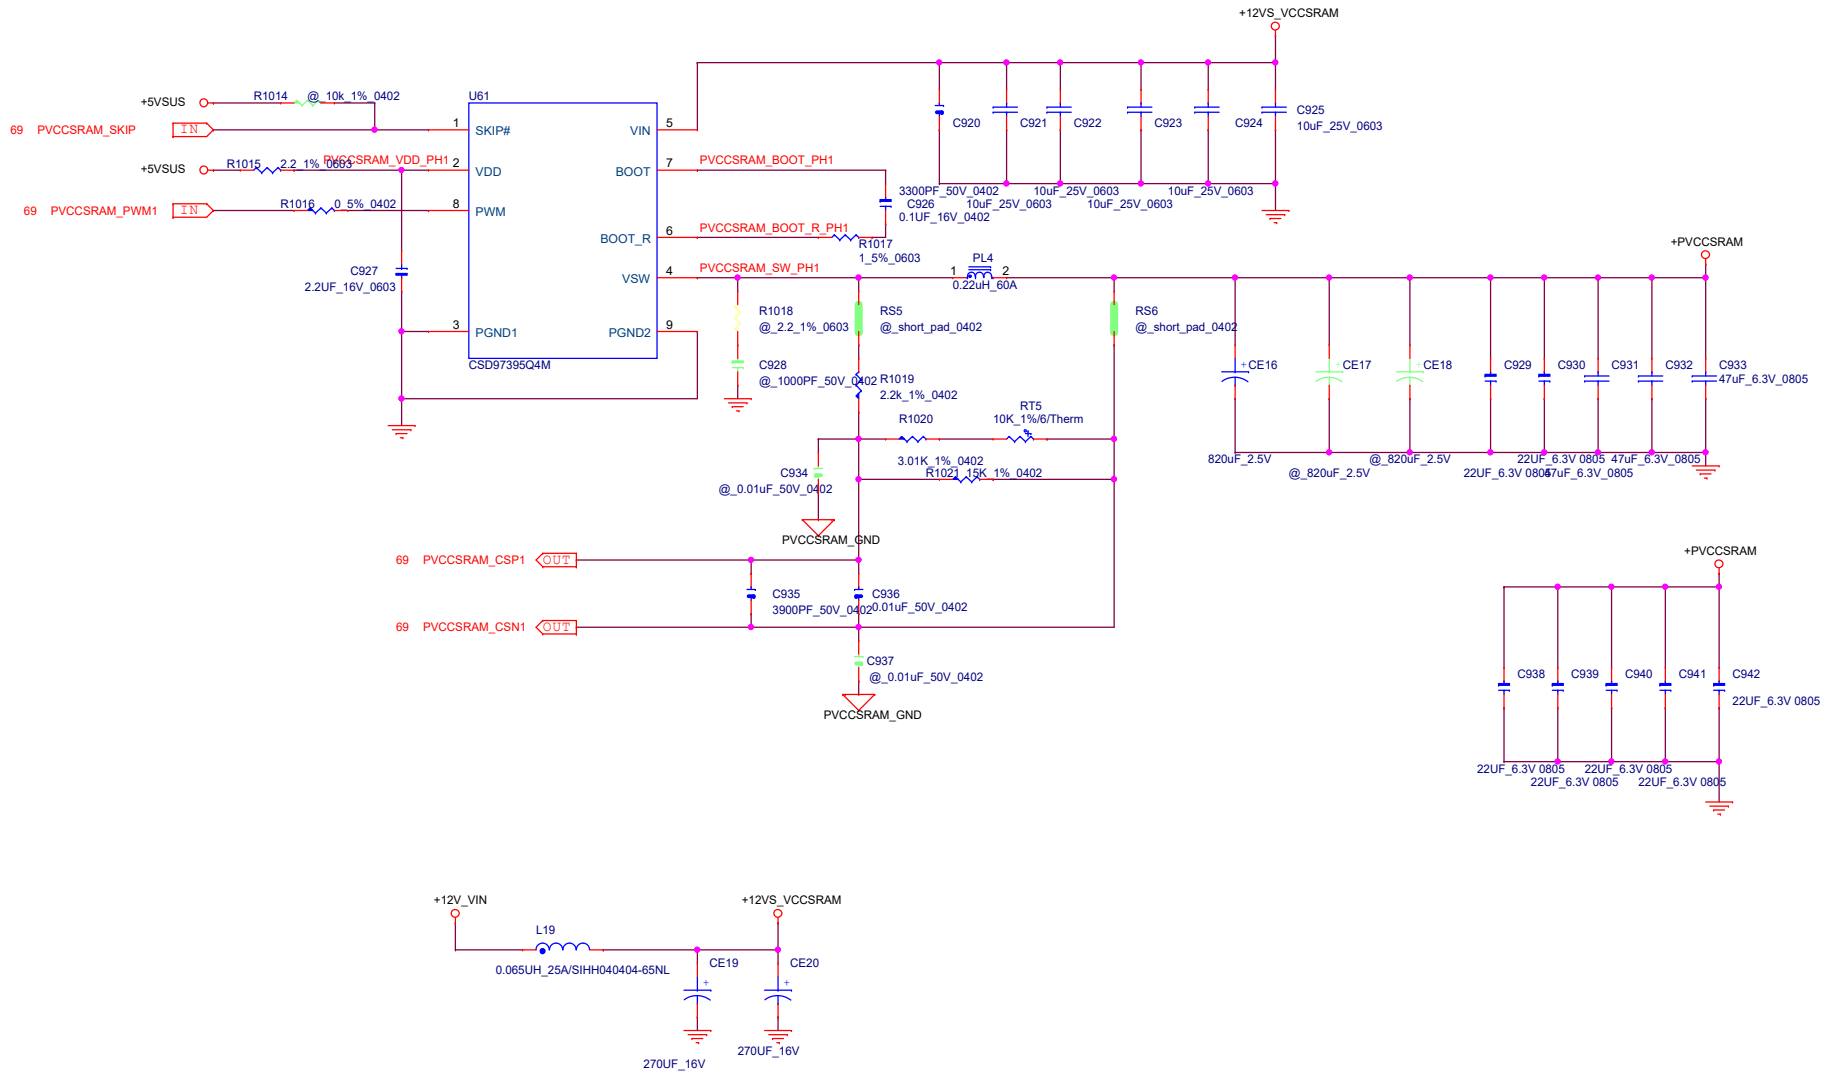 +12VS_VCCSRAM
+5VSUS
R1014
@_10k_1%_0402
U61
69 PVCCSRAM_SKIP
IN
1
SKIP#
VIN
5
C920
C921
C922
C923
C924
C925
10uF_25V_0603
+5VSUS
R1015
2.2_1%_0603
PVCCSRAM_VDD_PH1
2
VDD
BOOT
7
PVCCSRAM_BOOT_PH1
69 PVCCSRAM_PWM1
IN
R1016
0_5%_0402
8
PWM
3300PF_50V_0402
10uF_25V_0603
10uF_25V_0603
10uF_25V_0603
10uF_25V_0603
C926
0.1UF_16V_0402
BOOT_R
6
PVCCSRAM_BOOT_R_PH1
R1017
1_5%_0603
+PVCCSRAM
C927
2.2UF_16V_0603
VSW
4
PVCCSRAM_SW_PH1
1
PL4
2
0.22uH_60A
R1018
@_2.2_1%_0603
RS5
@_short_pad_0402
RS6
@_short_pad_0402
3
PGND1
PGND2
9
CSD97395Q4M
C928
@_1000PF_50V_0402
R1019
2.2k_1%_0402
+
CE16
+
CE17
+
CE18
C929
C930
C931
C932
C933
47uF_6.3V_0805
R1020
RT5
10K_1%/6/Therm
3.01K_1%_0402
R1021
15K_1%_0402
820uF_2.5V
@_820uF_2.5V
@_820uF_2.5V
22UF_6.3V 0805
22UF_6.3V 0805
47uF_6.3V_0805
47uF_6.3V_0805
C934
@_0.01uF_50V_0402
PVCCSRAM_GND
69 PVCCSRAM_CSP1
OUT
C935
3900PF_50V_0402
C936
0.01uF_50V_0402
69 PVCCSRAM_CSN1
OUT
C937
@_0.01uF_50V_0402
PVCCSRAM_GND
+PVCCSRAM
C938
C939
C940
C941
C942
22UF_6.3V 0805
22UF_6.3V 0805
22UF_6.3V 0805
22UF_6.3V 0805
22UF_6.3V 0805
+12V_VIN
+12VS_VCCSRAM
L19
0.065UH_25A/SIHH040404-65NL
CE19
+
CE20
+
270UF_16V
270UF_16V